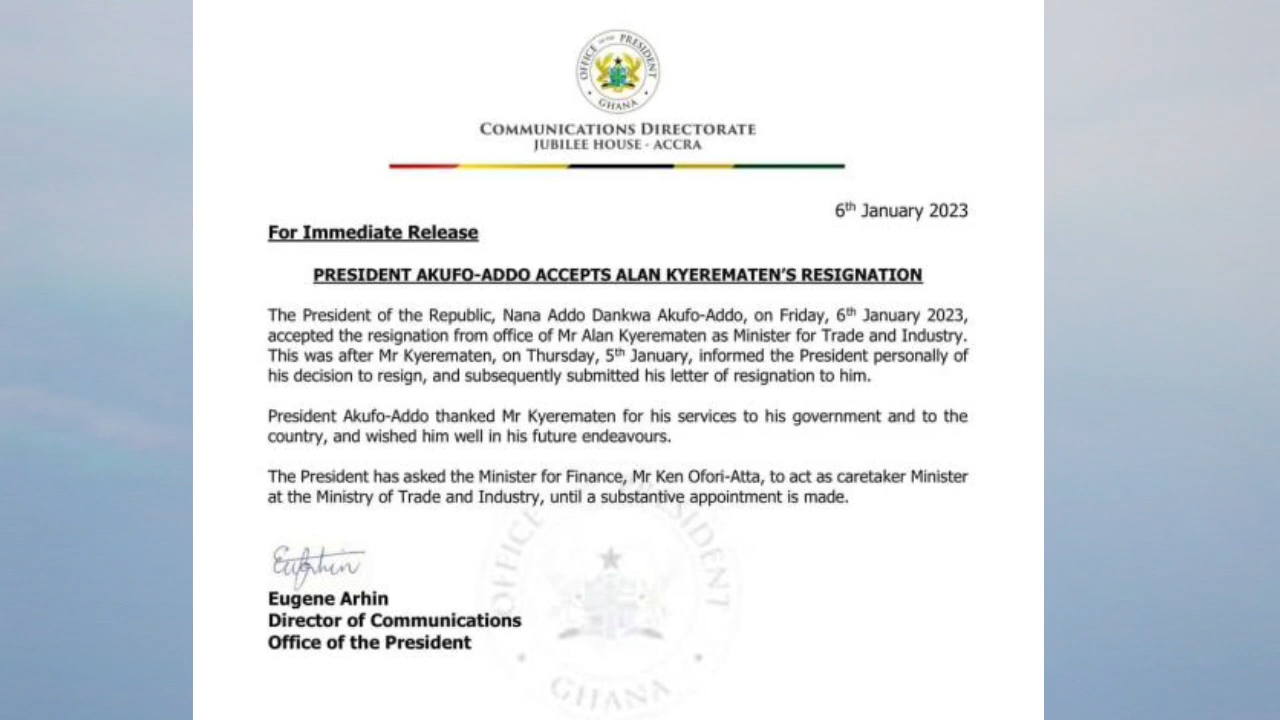 OFFICE OF THE PRESIDENT
GHANA
COMMUNICATIONS DIRECTORATE
JUBILEE HOUSE - ACCRA
6th January 2023
For Immediate Release
PRESIDENT AKUFO-ADDO ACCEPTS ALAN KYEREMATEN'S RESIGNATION
The President of the Republic, Nana Addo Dankwa Akufo-Addo, on Friday, 6th January 2023,
accepted the resignation from office of Mr Alan Kyerematen as Minister for Trade and Industry.
This was after Mr Kyerematen, on Thursday, 5th January, informed the President personally of
his decision to resign, and subsequently submitted his letter of resignation to him.
President Akufo-Addo thanked Mr Kyerematen for his services to his government and to the
country, and wished him well in his future endeavours.
The President has asked the Minister for Finance, Mr Ken Ofori-Atta, to act as caretaker Minister
at the Ministry of Trade and Industry, until a substantive appointment is made.
Eugene Arhin
Director of Communications
Office of the President
OFFICE PRESIDENT
GHANA